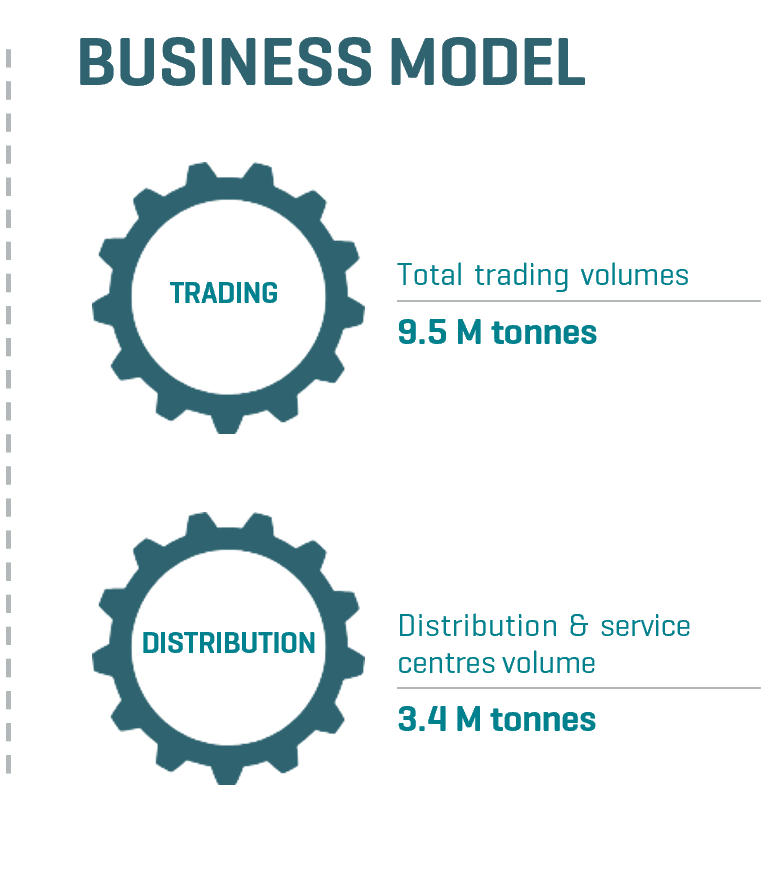 BUSINESS MODEL
TRADING
Total trading volumes
9.5 M tonnes
DISTRIBUTION
Distribution & service
centres volume
3.4 M tonnes